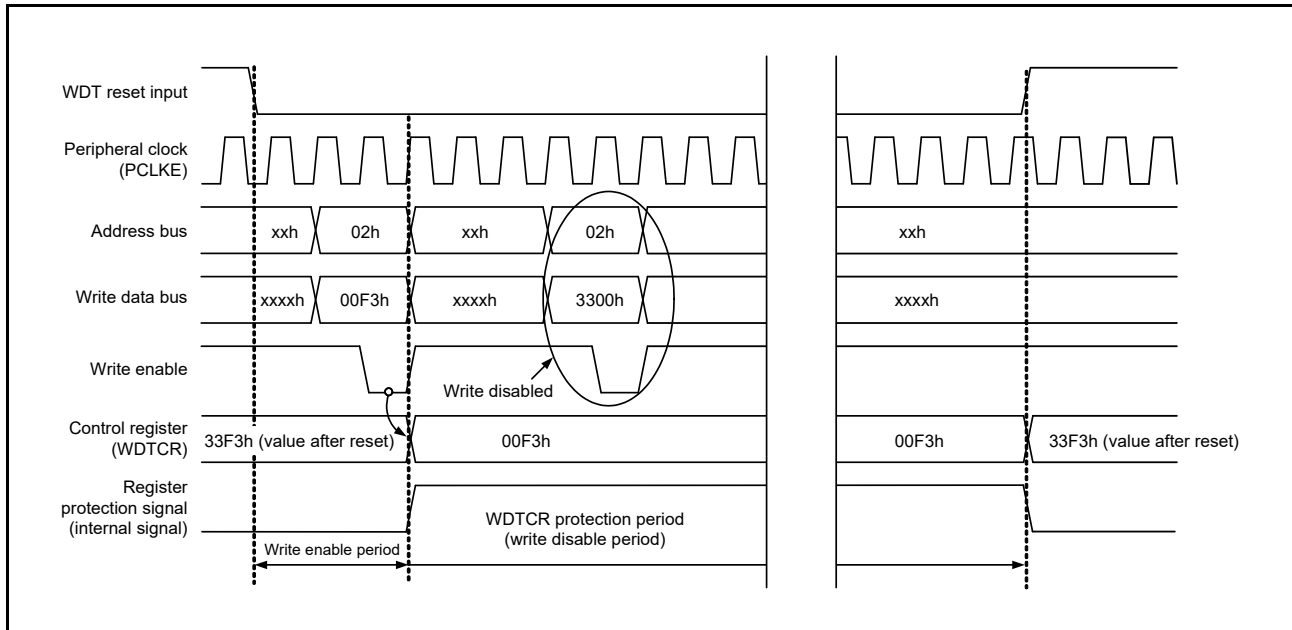 WDT reset input
Peripheral clock
(PCLKE)
Address bus
xxh
02h
xxh
02h
xxh
Write data bus
xxxxh
00F3h
xxxxh
3300h
xxxxh
Write enable
Write disabled
Control register
(WDTCR)
33F3h (value after reset)
00F3h
00F3h
33F3h (value after reset)
Register
protection signal
(internal signal)
WDTCR protection period
(write disable period)
Write enable period